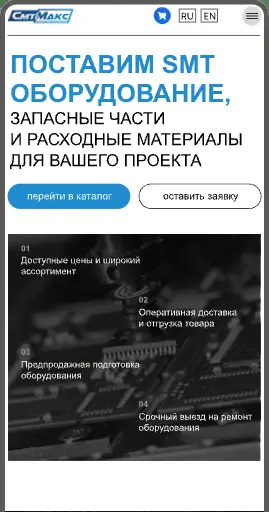 СМТМАКС
RU EN
ПОСТАВИМ SMT
ОБОРУДОВАНИЕ,
ЗАПАСНЫЕ ЧАСТИ
И РАСХОДНЫЕ МАТЕРИАЛЫ
ДЛЯ ВАШЕГО ПРОЕКТА
перейти в каталог
оставить заявку
01
Доступные цены и широкий
ассортимент
02
Оперативная доставка
и отгрузка товара
03
Предпродажная подготовка
оборудования
04
Срочный выезд на ремонт
оборудования